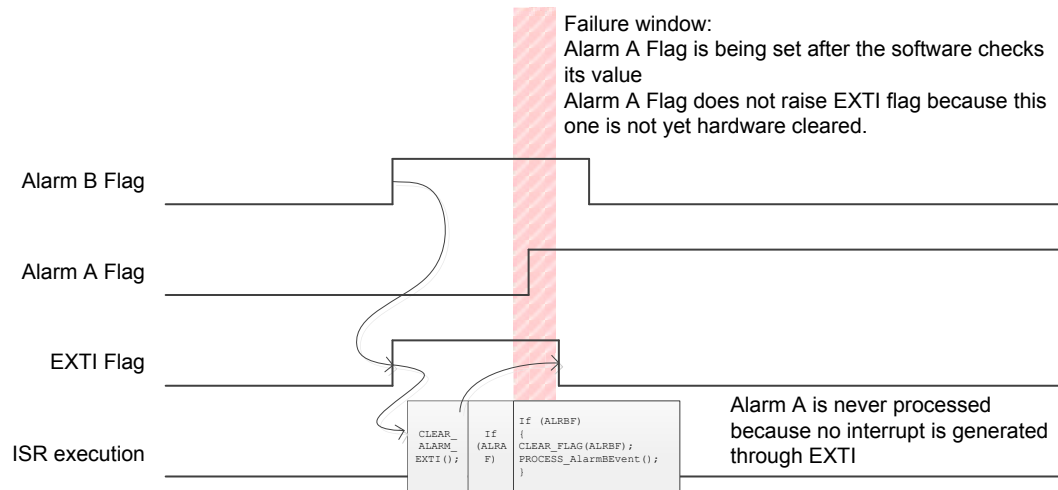 Failure window:
Alarm A Flag is being set after the software checks
its value
Alarm A Flag does not raise EXTI flag because this
one is not yet hardware cleared.
Alarm B Flag
Alarm A Flag
EXTI Flag
ISR execution
CLEAR_
ALARM_
EXTI();
If
(ALRA
F)
If (ALRBF)
{
CLEAR_FLAG(ALRBF);
PROCESS_AlarmBEvent();
}
Alarm A is never processed
because no interrupt is generated
through EXTI